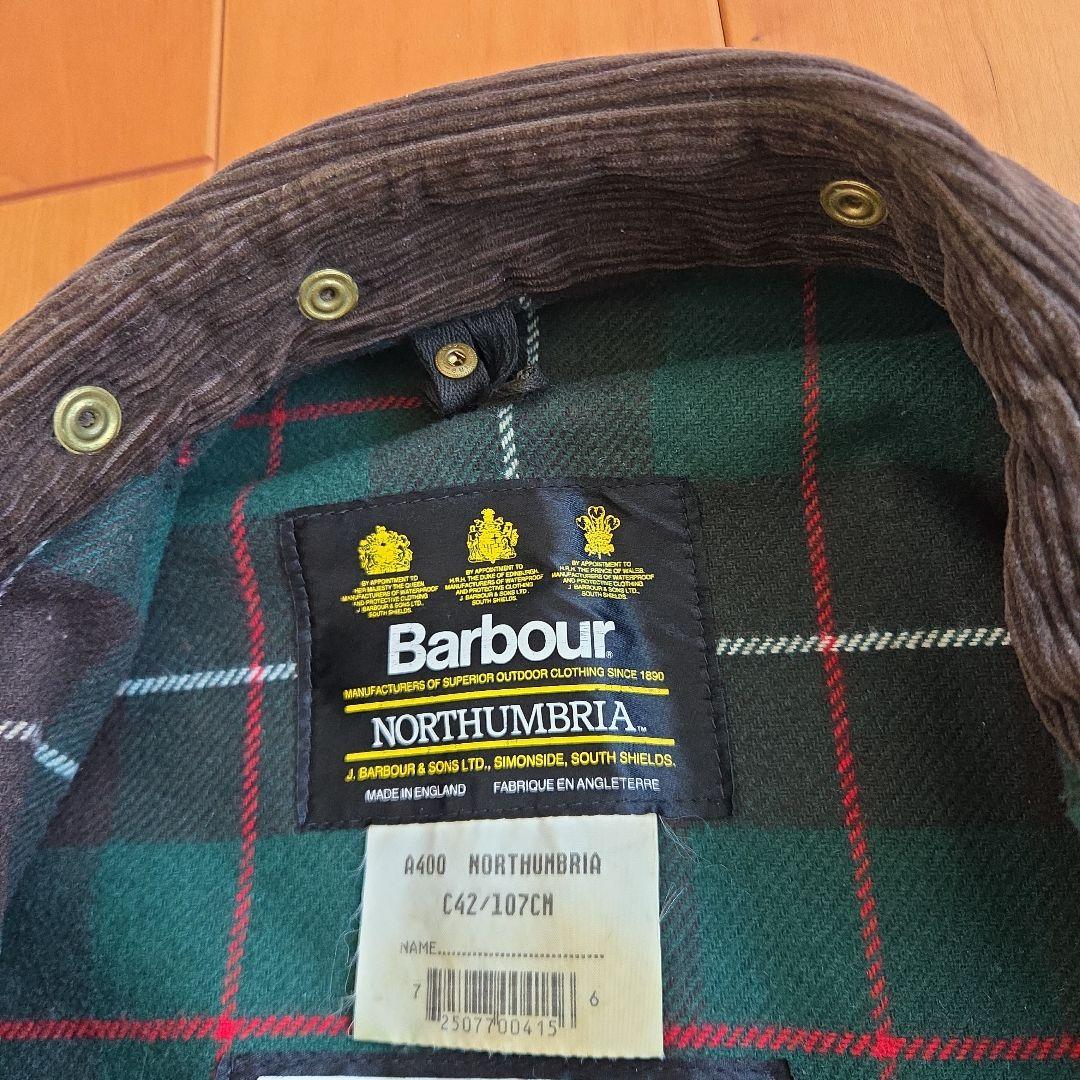 BY APPOINTMENT TO
HER MAJESTY THE QUEEN
MANUFACTURERS OF WATERPROOF
AND PROTECTIVE CLOTHING
J. BARBOUR & SONS LTD.,
SOUTH SHIELDS.
BY APPOINTMENT TO
H.R.H. THE DUKE OF EDINBURGH
MANUFACTURERS OF WATERPROOF
AND PROTECTIVE CLOTHING
J. BARBOUR & SONS LTD.
SOUTH SHIELDS.
BY APPOINTMENT TO
H.R.H. THE PRINCE OF WALES
MANUFACTURERS OF WATERPROOF
AND PROTECTIVE CLOTHING
J. BARBOUR & SONS LTD.
SOUTH SHIELDS.
Barbour®
MANUFACTURERS OF SUPERIOR OUTDOOR CLOTHING SINCE 1890
NORTHUMBRIA™
J. BARBOUR & SONS LTD., SIMONSIDE, SOUTH SHIELDS.
MADE IN ENGLAND FABRIQUE EN ANGLETERRE
A400 NORTHUMBRIA
C42/107CM
NAME..............................
7 2507700415 6